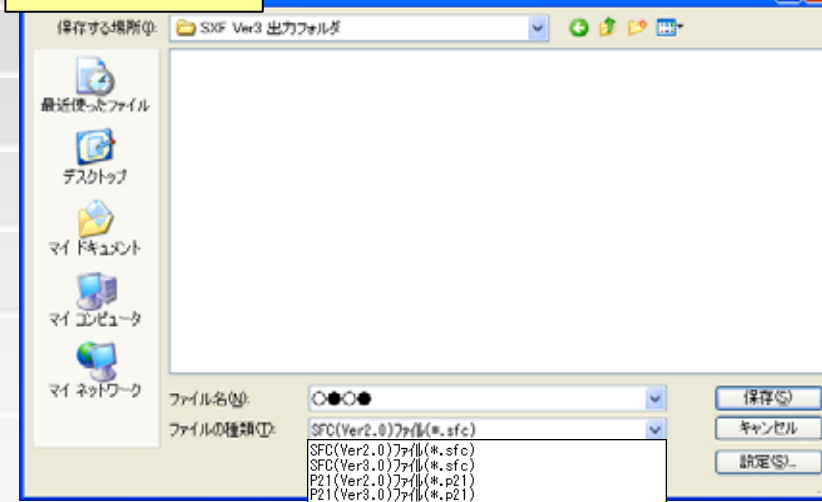 保存する場所(I):
SXF Ver3 出力フォルダ
最近使ったファイル
デスクトップ
マイ ドキュメント
マイ コンピュータ
マイ ネットワーク
ファイル名(N):
○●○●
保存(S)
ファイルの種類(T):
SFC(Ver2.0)ファイル(*.sfc)
キャンセル
SFC(Ver2.0)ファイル(*.sfc)
SFC(Ver3.0)ファイル(*.sfc)
P21(Ver2.0)ファイル(*.p21)
P21(Ver3.0)ファイル(*.p21)
設定(S)...